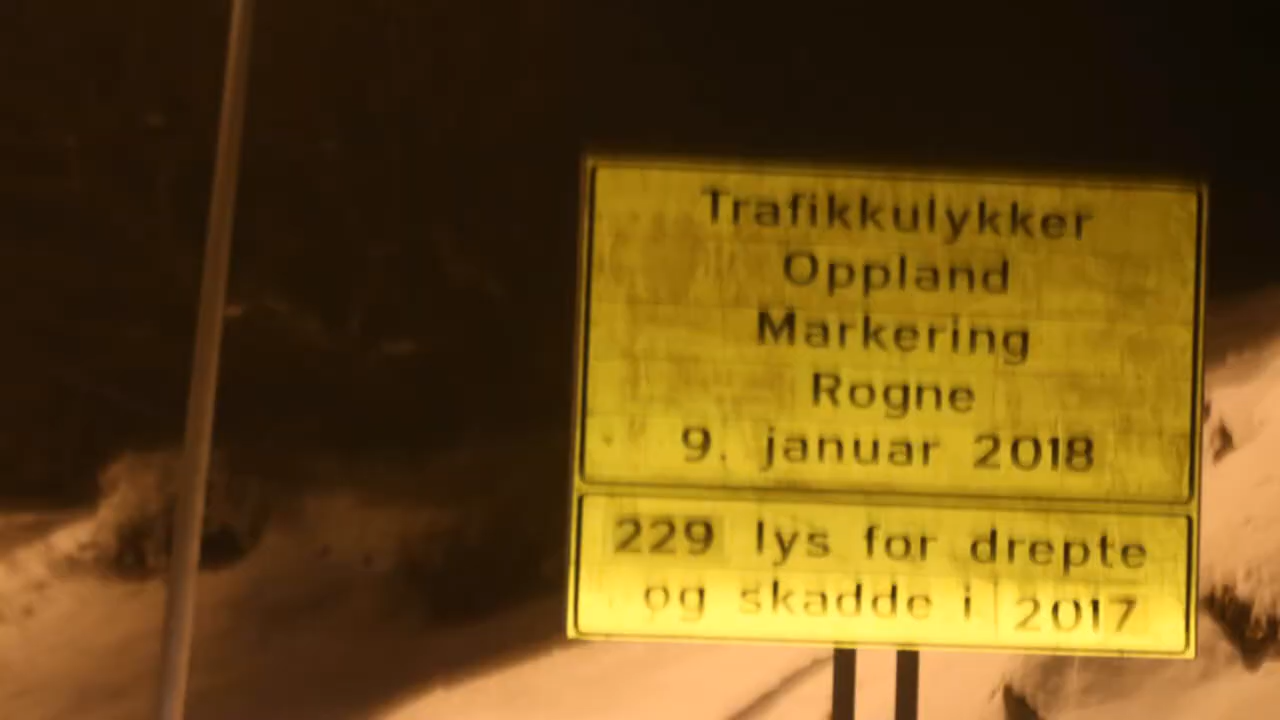 Trafikkulykker
Oppland
Markering
Rogne
9. januar 2018
229 lys for drepte
og skadde i 2017